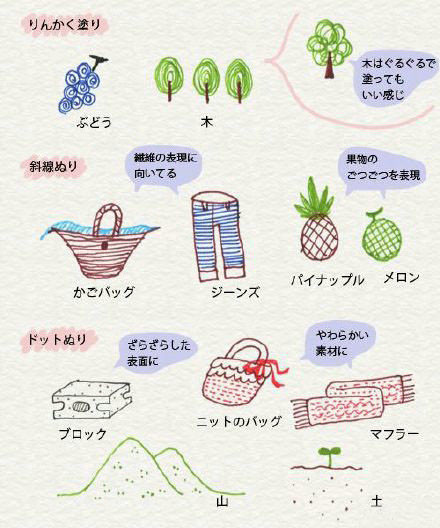 りんかく塗り
木はぐるぐるで
塗っても
いい感じ
ぶどう
木
斜線ぬり
繊維の表現に
向いてる
果物の
ごつごつを表現
かごバッグ
ジーンズ
パイナップル
メロン
ドットぬり
ざらざらした
表面に
やわらかい
素材に
ブロック
ニットのバッグ
マフラー
山
土